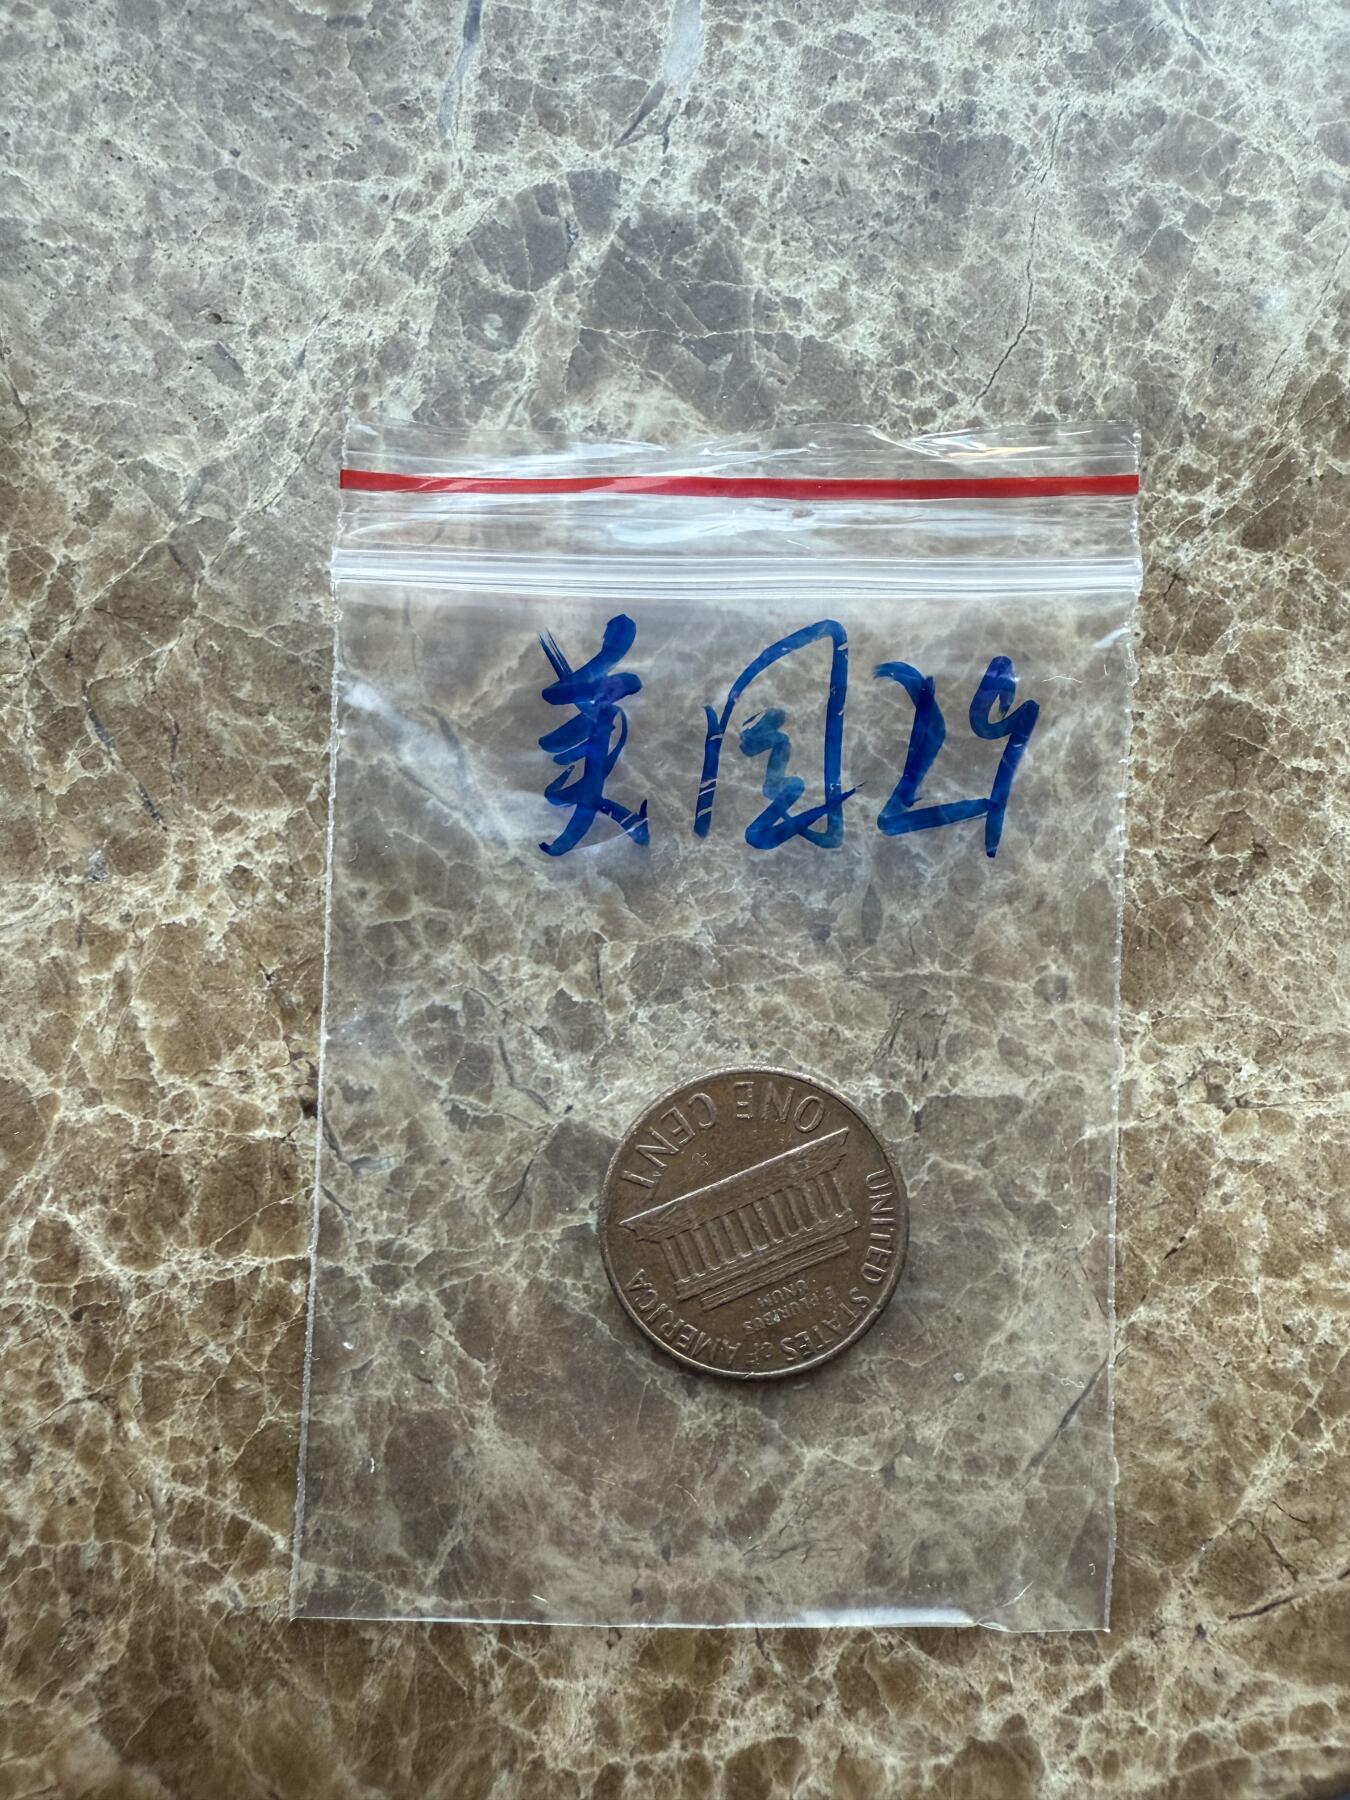 美国29
ONE CENT
E PLURIBUS
UNUM
UNITED STATES OF AMERICA